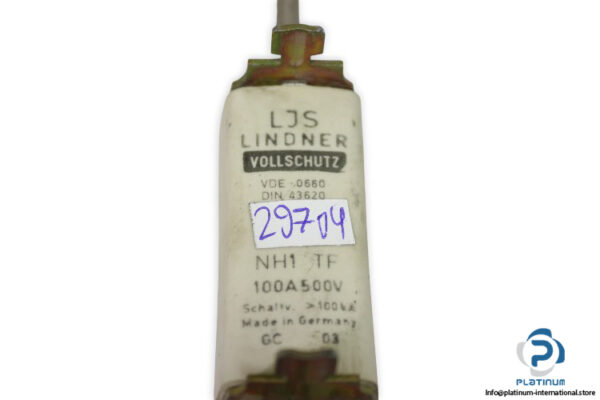 LJS
LINDNER
VOLLSCHUTZ
VDE 0660
DIN 43620
29704
NH1 TF
100A500V
Schaltv. >100kA
Made in Germany
GC 03
PLATINUM
info@platinum-international.store